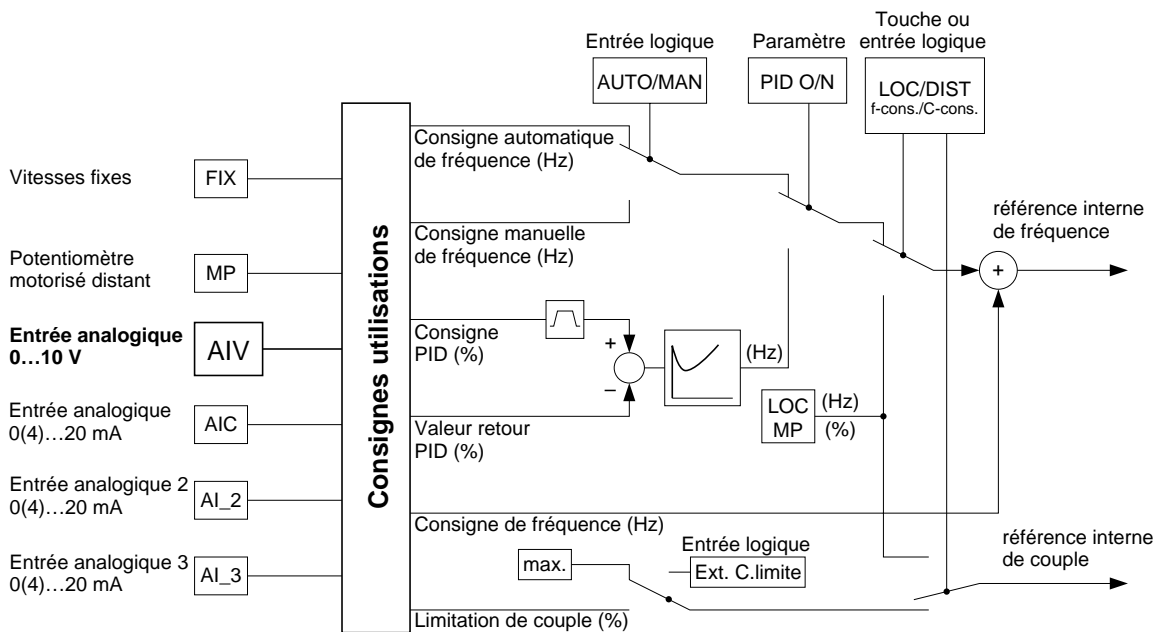 Entrée logique
AUTO/MAN
Paramètre
PID O/N
Touche ou
entrée logique
LOC/DIST
f-cons./C-cons.
Vitesses fixes
FIX
Potentiomètre
motorisé distant
MP
Entrée analogique
0…10 V
AIV
Entrée analogique
0(4)…20 mA
AIC
Entrée analogique 2
0(4)…20 mA
AI_2
Entrée analogique 3
0(4)…20 mA
AI_3
Consignes utilisations
Consigne automatique
de fréquence (Hz)
Consigne manuelle
de fréquence (Hz)
Consigne
PID (%)
+
−
(Hz)
Valeur retour
PID (%)
LOC
MP
(Hz)
(%)
Consigne de fréquence (Hz)
Entrée logique
max.
Ext. C.limite
Limitation de couple (%)
référence interne
de fréquence
+
référence interne
de couple